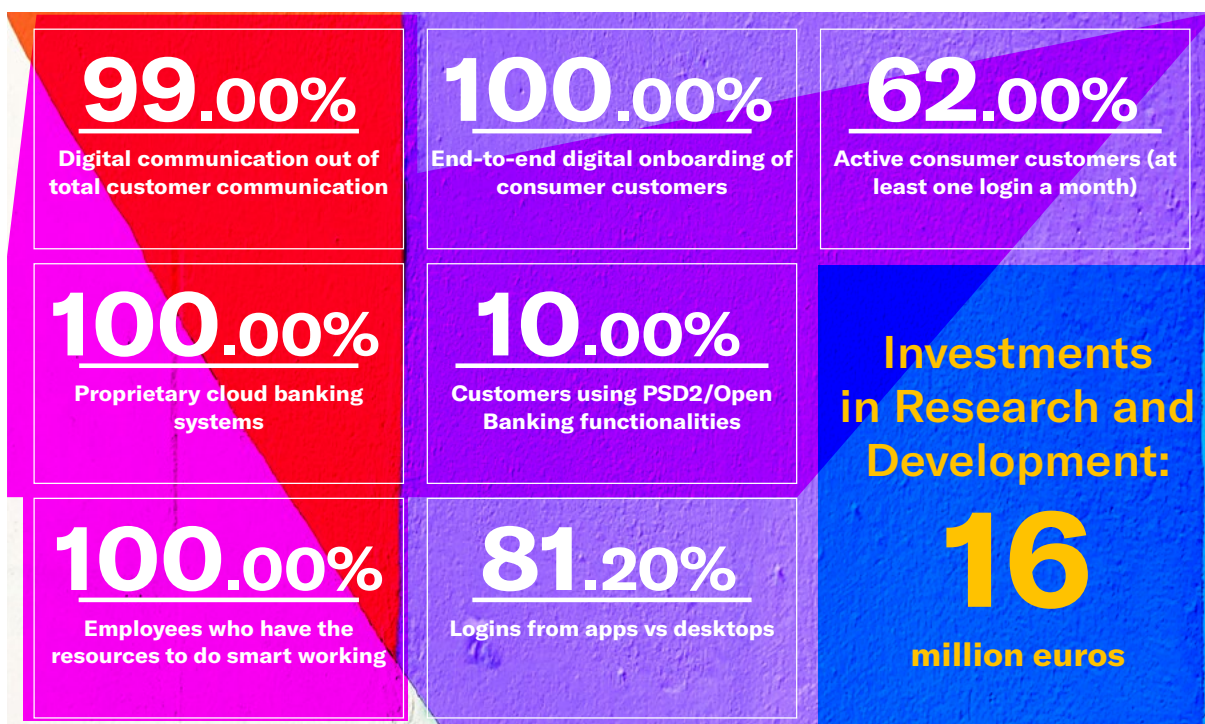 99.00%
Digital communication out of
total customer communication
100.00%
End-to-end digital onboarding of
consumer customers
62.00%
Active consumer customers (at
least one login a month)
100.00%
Proprietary cloud banking
systems
10.00%
Customers using PSD2/Open
Banking functionalities
Investments
in Research and
Development:
16
million euros
100.00%
Employees who have the
resources to do smart working
81.20%
Logins from apps vs desktops